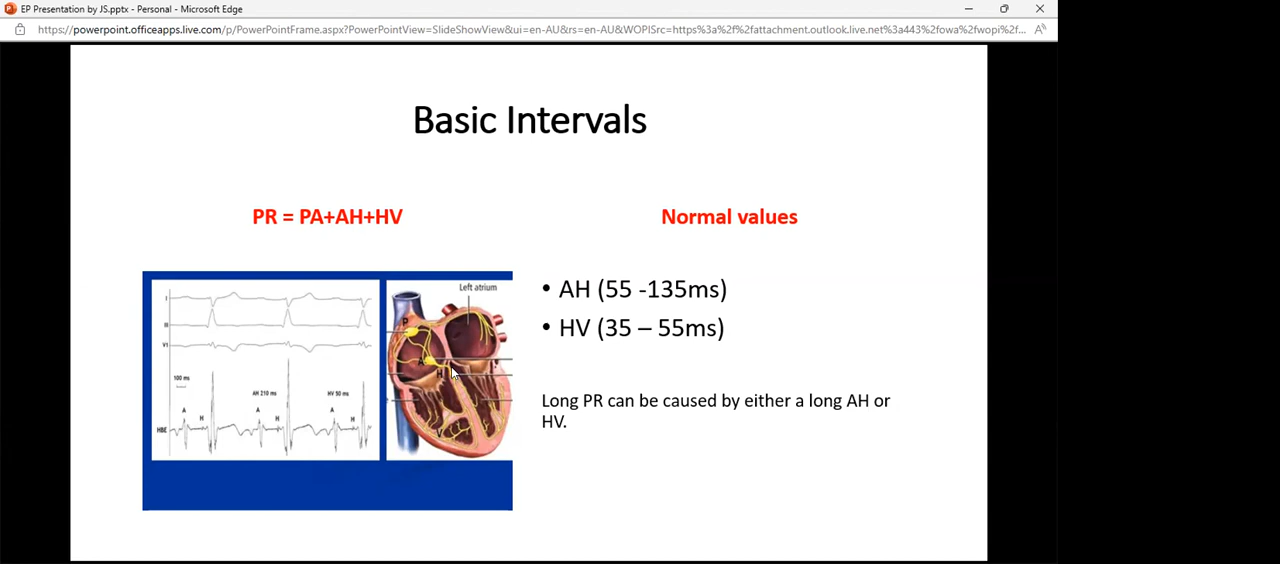 EP Presentation by JS.pptx - Personal - Microsoft Edge
https://powerpoint.officeapps.live.com/p/PowerPointFrame.aspx?PowerPointView=SlideShowView&ui=en-AU&rs=en-AU&WOPISrc=https%3a%2f%2fattachment.outlook.live.net%3a443%2fowa%2fwopi%2f...
Basic Intervals
PR = PA+AH+HV
Normal values
Left atrium
I
III
V1
100 ms
AH 210 ms
HV 50 ms
A
H
A
H
A
H
HBE
P
A
H
V
• AH (55 -135ms)
• HV (35 – 55ms)
Long PR can be caused by either a long AH or
HV.